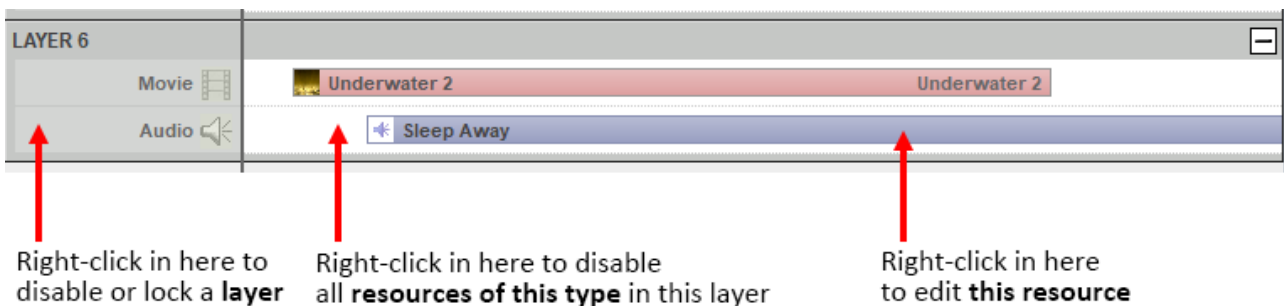 LAYER 6
Movie
Underwater 2 Underwater 2
Audio
Sleep Away
Right-click in here to
disable or lock a layer
Right-click in here to disable
all resources of this type in this layer
Right-click in here
to edit this resource